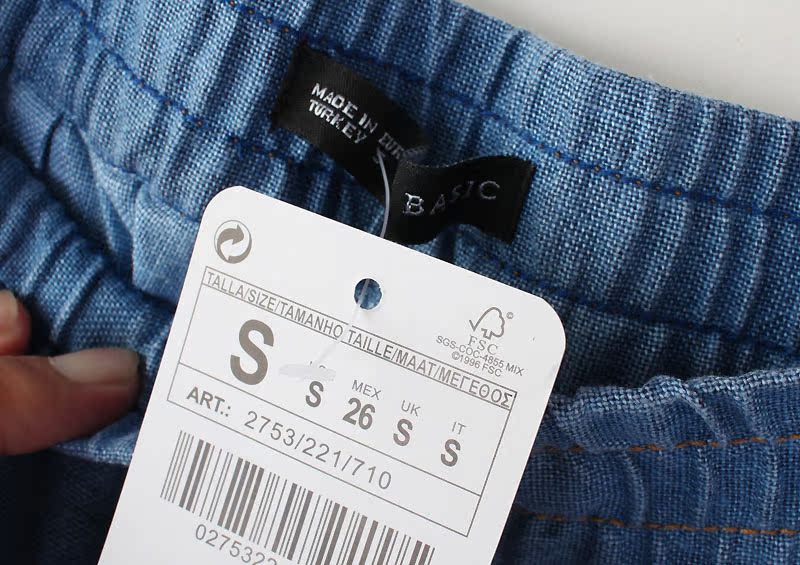 MADE IN
TURKEY S
BASIC
TALLA/SIZE/TAMANHO TAILLE/MAAT/ΜΕΓΕΘΟΣ
FSC
SGS-COC-4855 MIX
©1996 FSC
S
MEX UK IT
S 26 S S
ART.: 2753/221/710
0275322